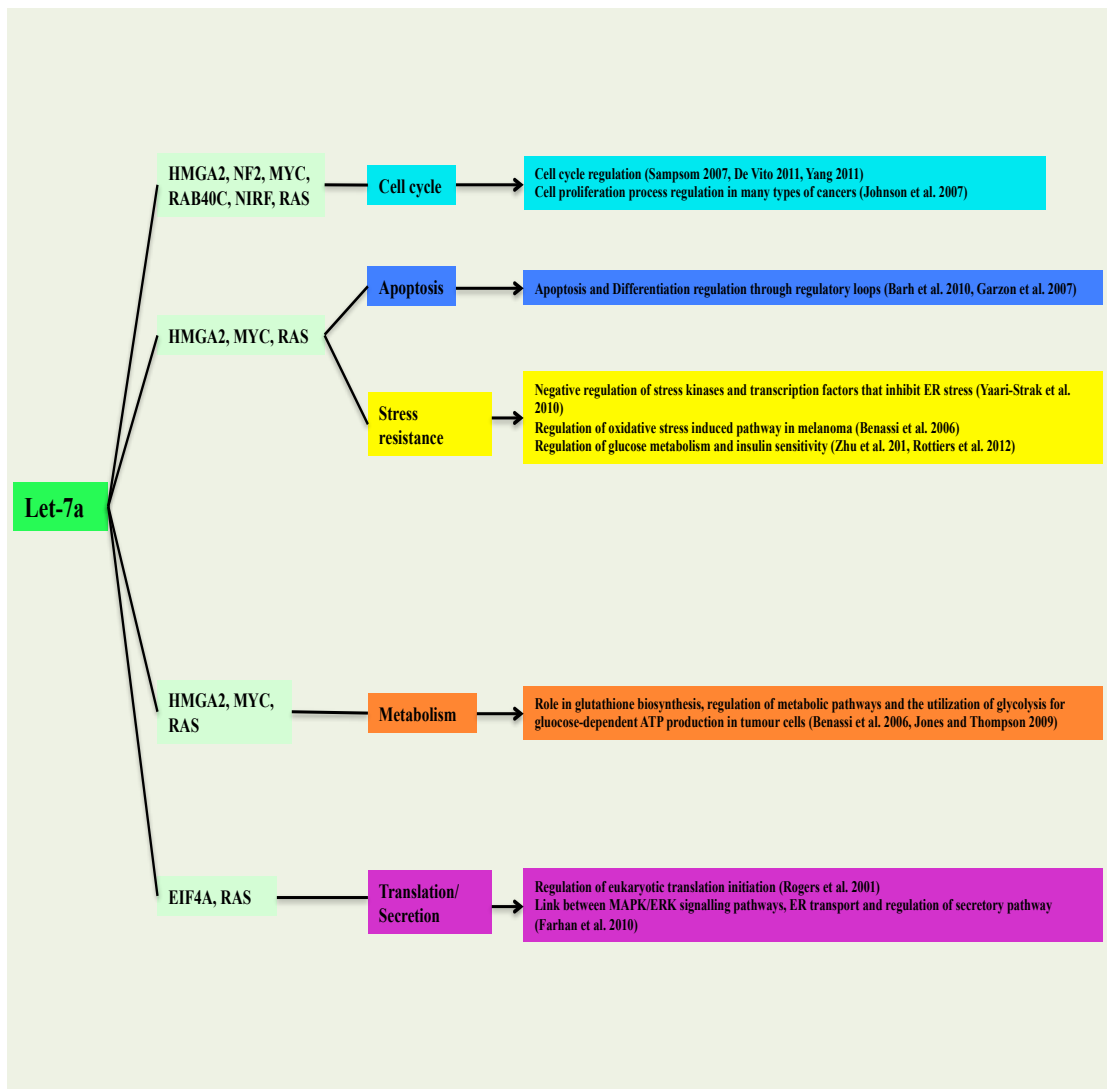 HMGA2, NF2, MYC,
RAB40C, NIRF, RAS
Cell cycle
Cell cycle regulation (Sampsom 2007, De Vito 2011, Yang 2011)
Cell proliferation process regulation in many types of cancers (Johnson et al. 2007)
HMGA2, MYC, RAS
Apoptosis
Apoptosis and Differentiation regulation through regulatory loops (Barh et al. 2010, Garzon et al. 2007)
Stress
resistance
Negative regulation of stress kinases and transcription factors that inhibit ER stress (Yaari-Strak et al.
2010)
Regulation of oxidative stress induced pathway in melanoma (Benassi et al. 2006)
Regulation of glucose metabolism and insulin sensitivity (Zhu et al. 201, Rottiers et al. 2012)
Let-7a
HMGA2, MYC,
RAS
Metabolism
Role in glutathione biosynthesis, regulation of metabolic pathways and the utilization of glycolysis for
gluocose-dependent ATP production in tumour cells (Benassi et al. 2006, Jones and Thompson 2009)
EIF4A, RAS
Translation/
Secretion
Regulation of eukaryotic translation initiation (Rogers et al. 2001)
Link between MAPK/ERK signalling pathways, ER transport and regulation of secretory pathway
(Farhan et al. 2010)